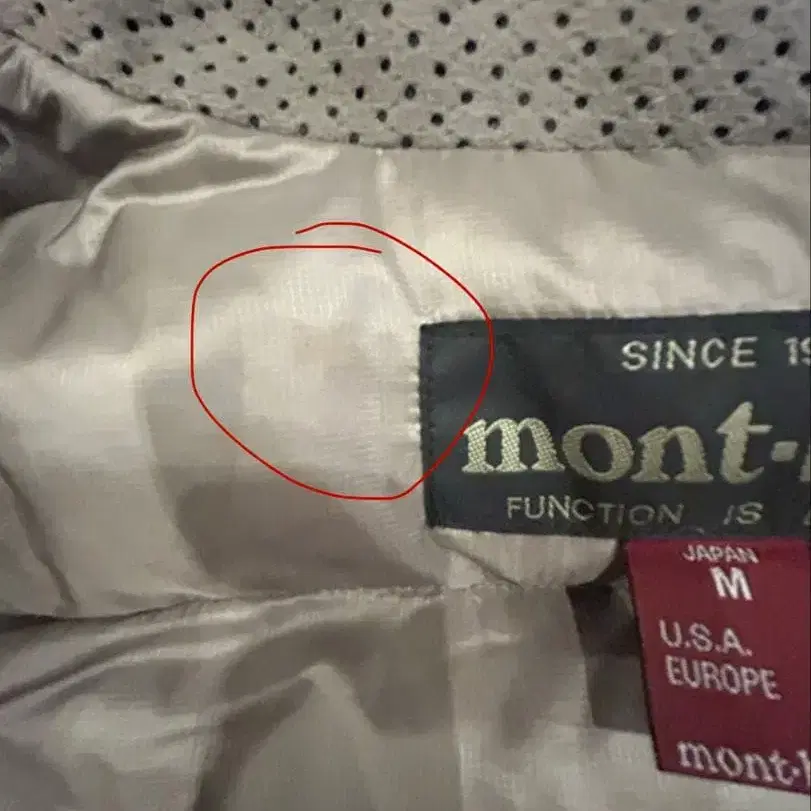 SINCE 19
mont-
FUNCTION IS
JAPAN
M
U.S.A.
EUROPE
mont-